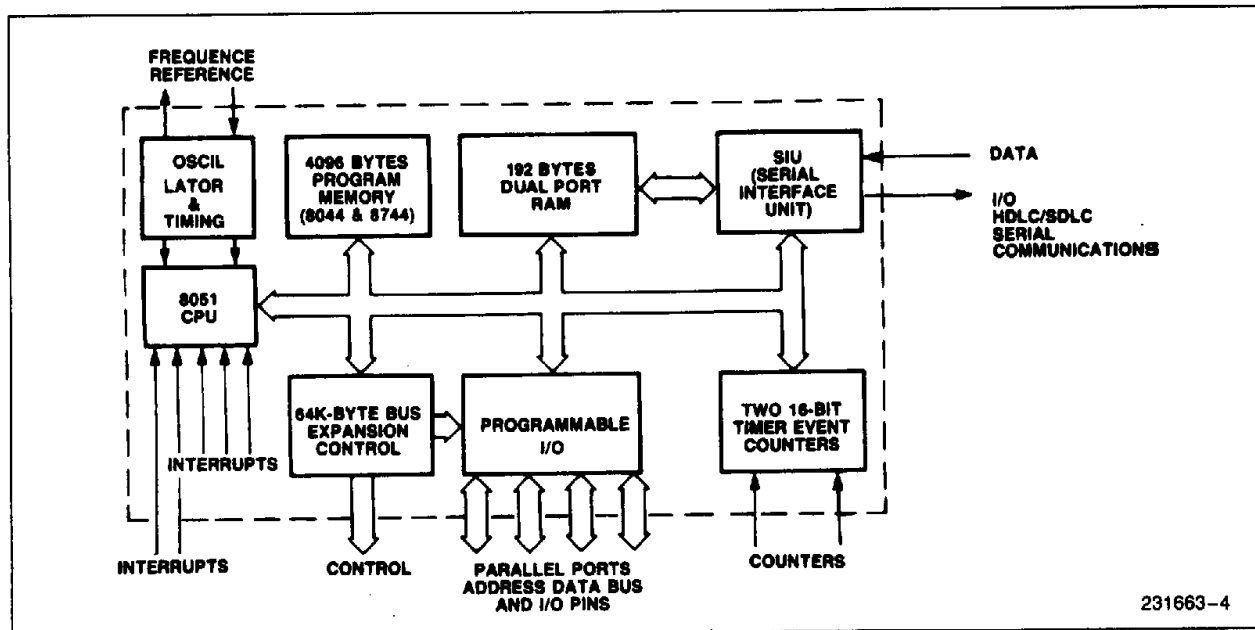 FREQUENCE
REFERENCE
OSCIL
LATOR
&
TIMING
4096 BYTES
PROGRAM
MEMORY
(8044 & 8744)
192 BYTES
DUAL PORT
RAM
SIU
(SERIAL
INTERFACE
UNIT)
DATA
I/O
HDLC/SDLC
SERIAL
COMMUNICATIONS
8051
CPU
64K-BYTE BUS
EXPANSION
CONTROL
PROGRAMMABLE
I/O
TWO 16-BIT
TIMER EVENT
COUNTERS
INTERRUPTS
INTERRUPTS
CONTROL
PARALLEL PORTS
ADDRESS DATA BUS
AND I/O PINS
COUNTERS
231663-4